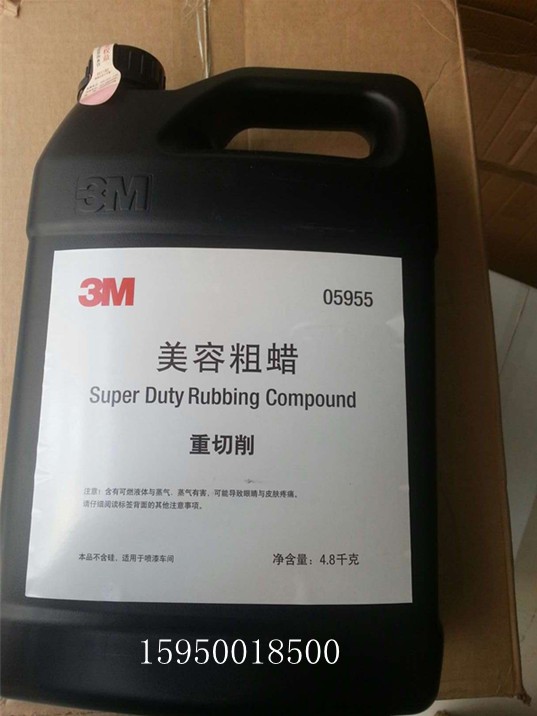 3M
3M
05955
美容粗蜡
Super Duty Rubbing Compound
重切削
注意：含有可燃液体与蒸气，蒸气有害，可能导致眼睛与皮肤疼痛。
请仔细阅读标签背面的其他注意事项。
本品不含硅，适用于喷漆车间
净含量：4.8千克
15950018500